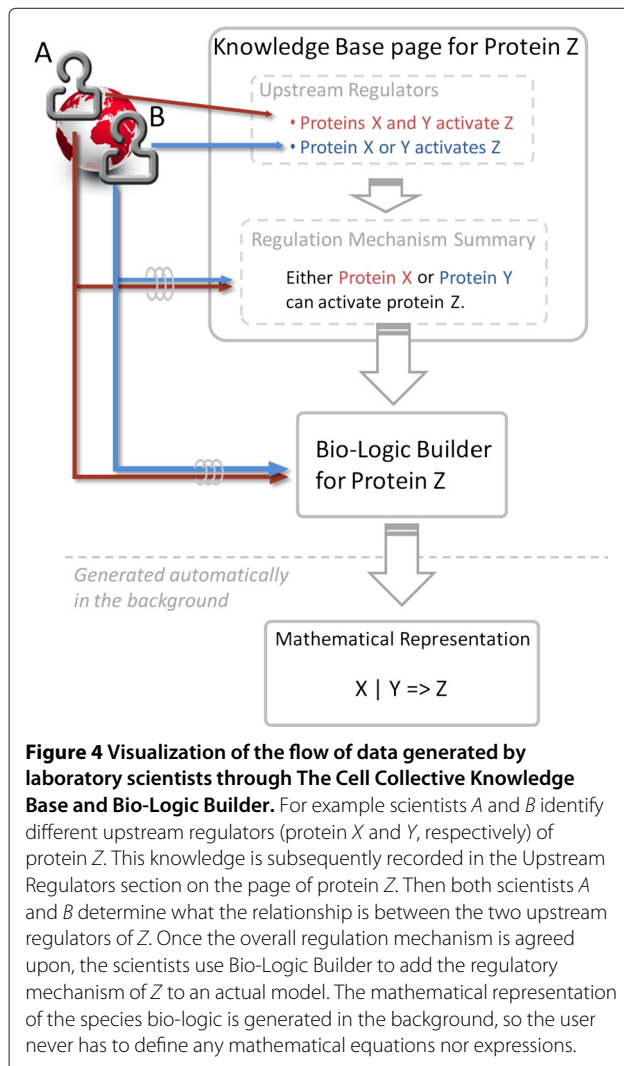 A
B
Knowledge Base page for Protein Z
Upstream Regulators
• Proteins X and Y activate Z
• Protein X or Y activates Z
Regulation Mechanism Summary
Either Protein X or Protein Y
can activate protein Z.
Bio-Logic Builder
for Protein Z
Generated automatically
in the background
Mathematical Representation
X | Y => Z
Figure 4 Visualization of the flow of data generated by
laboratory scientists through The Cell Collective Knowledge
Base and Bio-Logic Builder. For example scientists A and B identify
different upstream regulators (protein X and Y, respectively) of
protein Z. This knowledge is subsequently recorded in the Upstream
Regulators section on the page of protein Z. Then both scientists A
and B determine what the relationship is between the two upstream
regulators of Z. Once the overall regulation mechanism is agreed
upon, the scientists use Bio-Logic Builder to add the regulatory
mechanism of Z to an actual model. The mathematical representation
of the species bio-logic is generated in the background, so the user
never has to define any mathematical equations nor expressions.